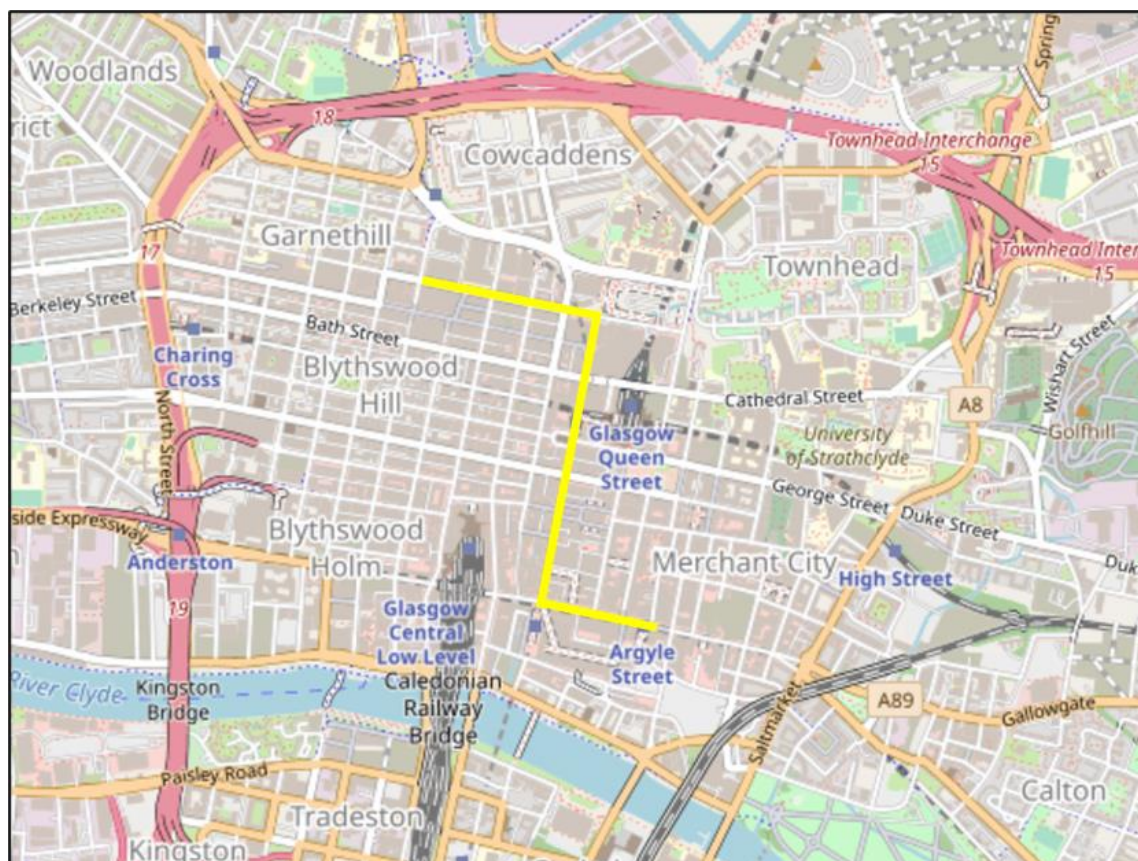 Woodlands
Spring
rict
18
Cowcaddens
Townhead Interchange
15
Garnethill
17
Townhead
Townhead Inter
15
Berkeley Street
Bath Street
Charing
Cross
Blythswood
Hill
Cathedral Street
A8
Wishart Street
North Street
Glasgow
Queen
Street
University
of Strathclyde
Golfhill
George Street
Duke Street
side Expressway
Blythswood
Holm
Anderston
Merchant City
High Street
Duk
19
Glasgow
Central
Low Level
Argyle
Street
River Clyde
Kingston
Bridge
Caledonian
Railway
Bridge
Saltmarket
A89
Gallowgate
Paisley Road
Tradeston
Calton
Kingston